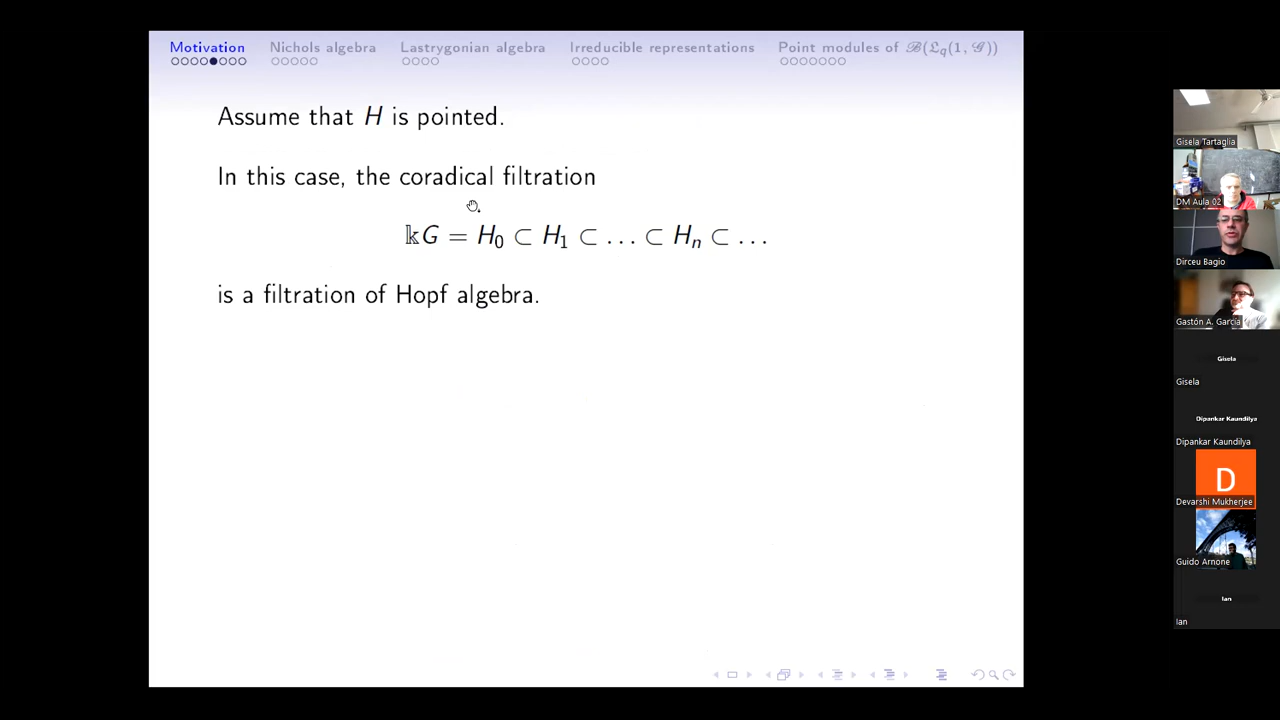 Motivation Nichols algebra Lastrygonian algebra Irreducible representations Point modules of ℬ(𝔏q(1, 𝒢))
Assume that H is pointed.
In this case, the coradical filtration
𝕜G = H₀ ⊂ H₁ ⊂ … ⊂ Hₙ ⊂ …
is a filtration of Hopf algebra.
Gisela Tartaglia
DM Aula 02
Dirceu Bagio
Gastón A. Garcia
Gisela
Gisela
Dipankar Kaundilya
Dipankar Kaundilya
D
Devarshi Mukherjee
Guido Arnone
Ian
Ian